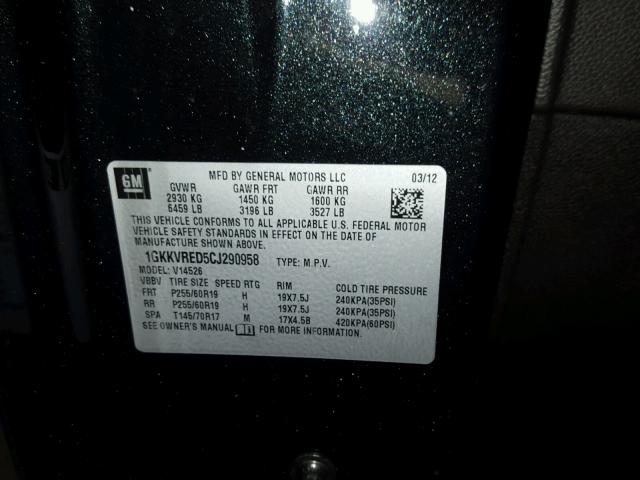 GM
MFD BY GENERAL MOTORS LLC 03/12
GVWR GAWR FRT GAWR RR
2930 KG 1450 KG 1600 KG
6459 LB 3196 LB 3527 LB
THIS VEHICLE CONFORMS TO ALL APPLICABLE U.S. FEDERAL MOTOR
VEHICLE SAFETY STANDARDS IN EFFECT ON THE DATE OF
MANUFACTURE SHOWN ABOVE.
1GKKVRED5CJ290958 TYPE: M.P.V.
MODEL: V14526
VBBV TIRE SIZE SPEED RTG RIM COLD TIRE PRESSURE
FRT P255/60R19 H 19X7.5J 240KPA(35PSI)
RR P255/60R19 H 19X7.5J 240KPA(35PSI)
SPA T145/70R17 M 17X4.5B 420KPA(60PSI)
SEE OWNER'S MANUAL FOR MORE INFORMATION.